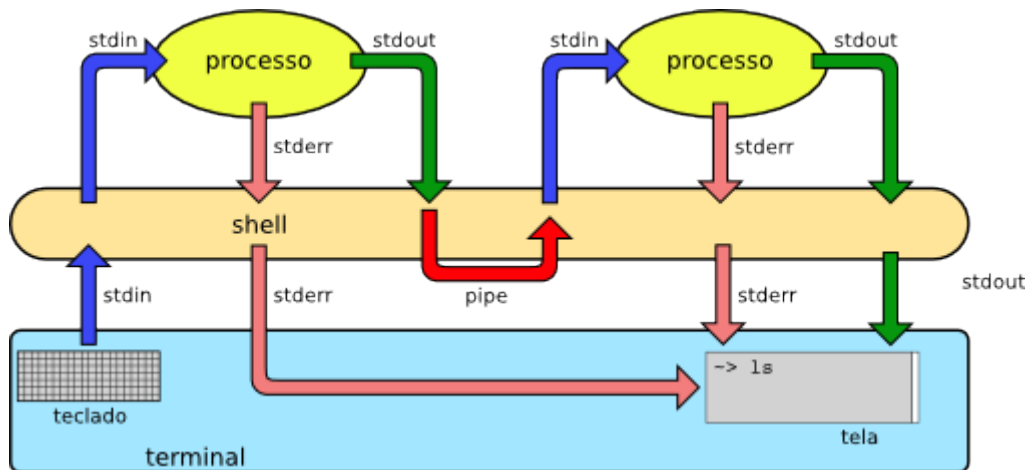 stdin
processo
stdout
stdin
processo
stdout
stderr
stderr
shell
stdin
stderr
pipe
stderr
stdout
~> ls
teclado
tela
terminal